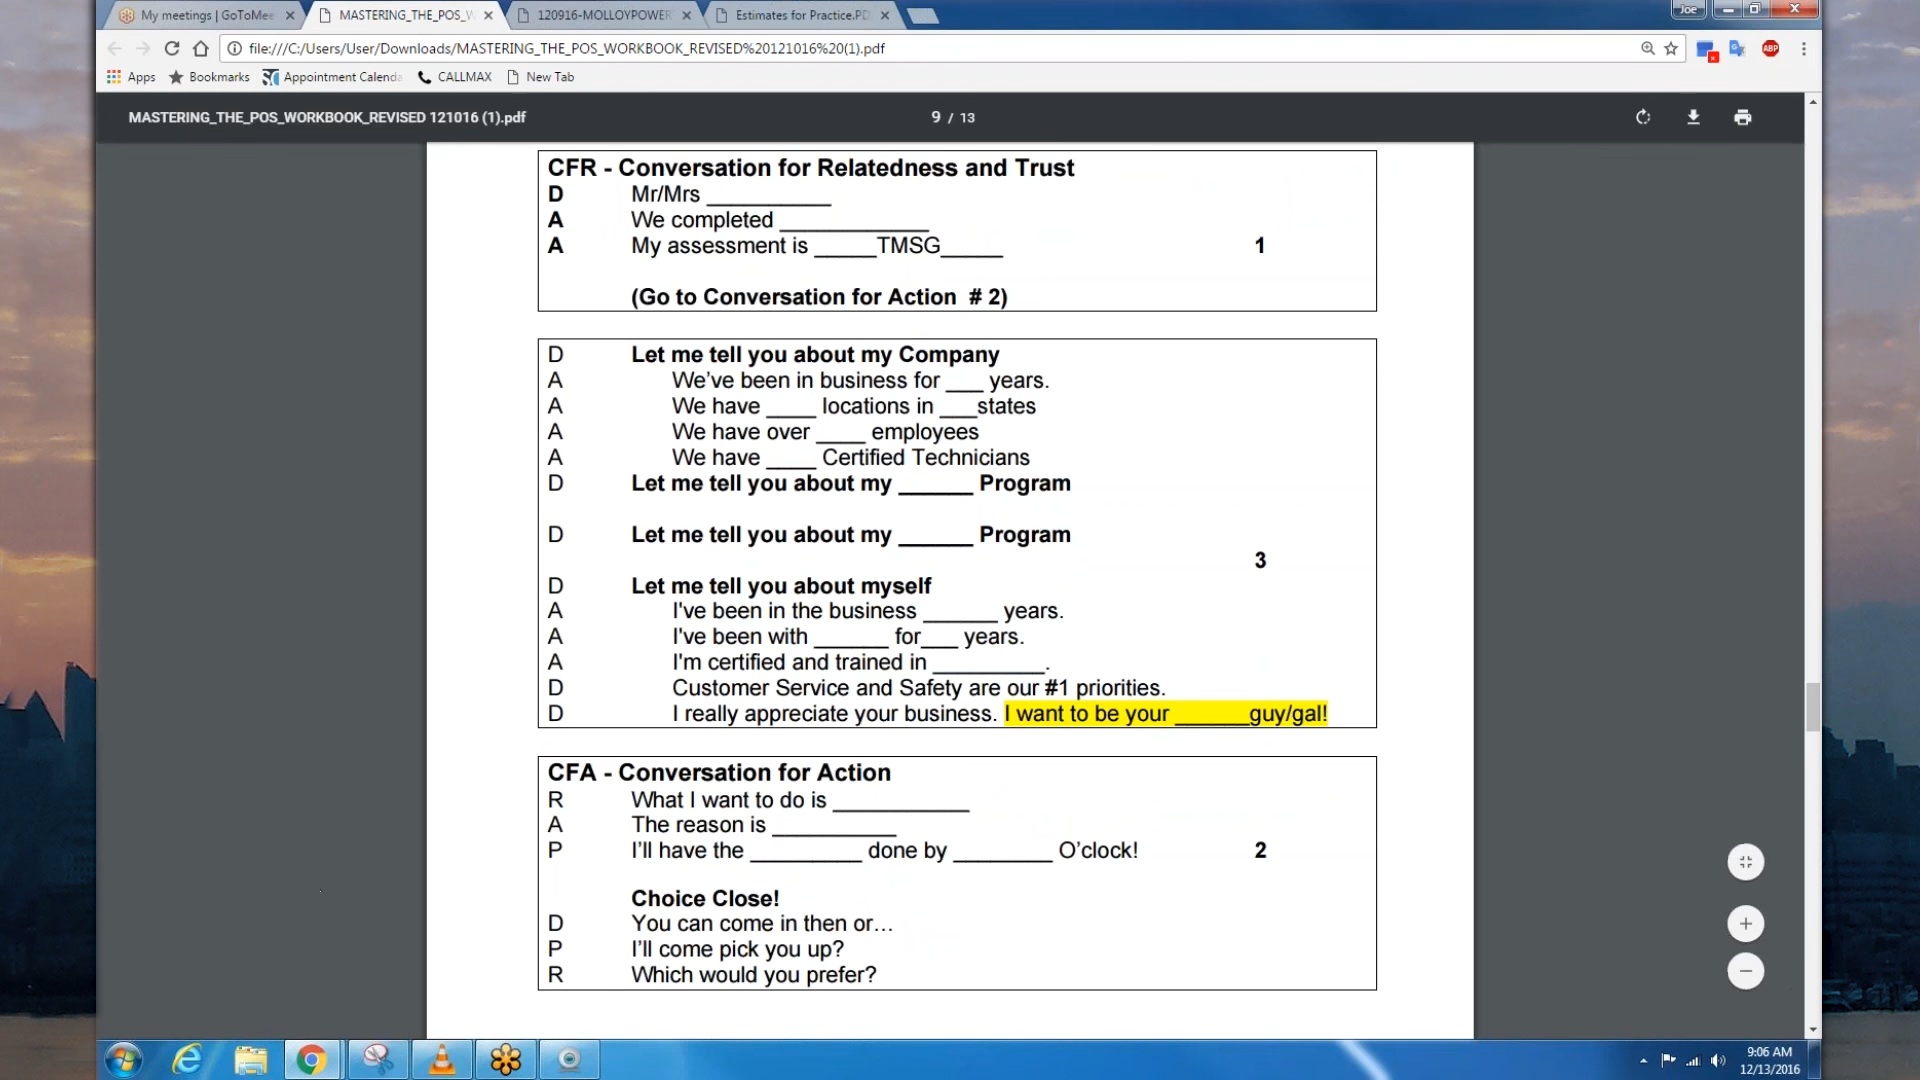 My meetings | GoToMee
MASTERING_THE_POS_W
120916-MOLLOYPOWER
Estimates for Practice.PD
Joe
file:///C:/Users/User/Downloads/MASTERING_THE_POS_WORKBOOK_REVISED%20121016%20(1).pdf
ABP
Apps
Bookmarks
Appointment Calenda
CALLMAX
New Tab
MASTERING_THE_POS_WORKBOOK_REVISED 121016 (1).pdf
9 / 13
CFR - Conversation for Relatedness and Trust
D Mr/Mrs __________
A We completed ____________
A My assessment is _____TMSG_____ 1
(Go to Conversation for Action # 2)
D Let me tell you about my Company
A We've been in business for ___ years.
A We have ____ locations in ___states
A We have over ____ employees
A We have ____ Certified Technicians
D Let me tell you about my ______ Program
D Let me tell you about my ______ Program
3
D Let me tell you about myself
A I've been in the business ______ years.
A I've been with ______ for___ years.
A I'm certified and trained in _________.
D Customer Service and Safety are our #1 priorities.
D I really appreciate your business. I want to be your ______guy/gal!
CFA - Conversation for Action
R What I want to do is ___________
A The reason is __________
P I'll have the _________ done by ________ O'clock! 2
Choice Close!
D You can come in then or…
P I'll come pick you up?
R Which would you prefer?
9:06 AM
12/13/2016